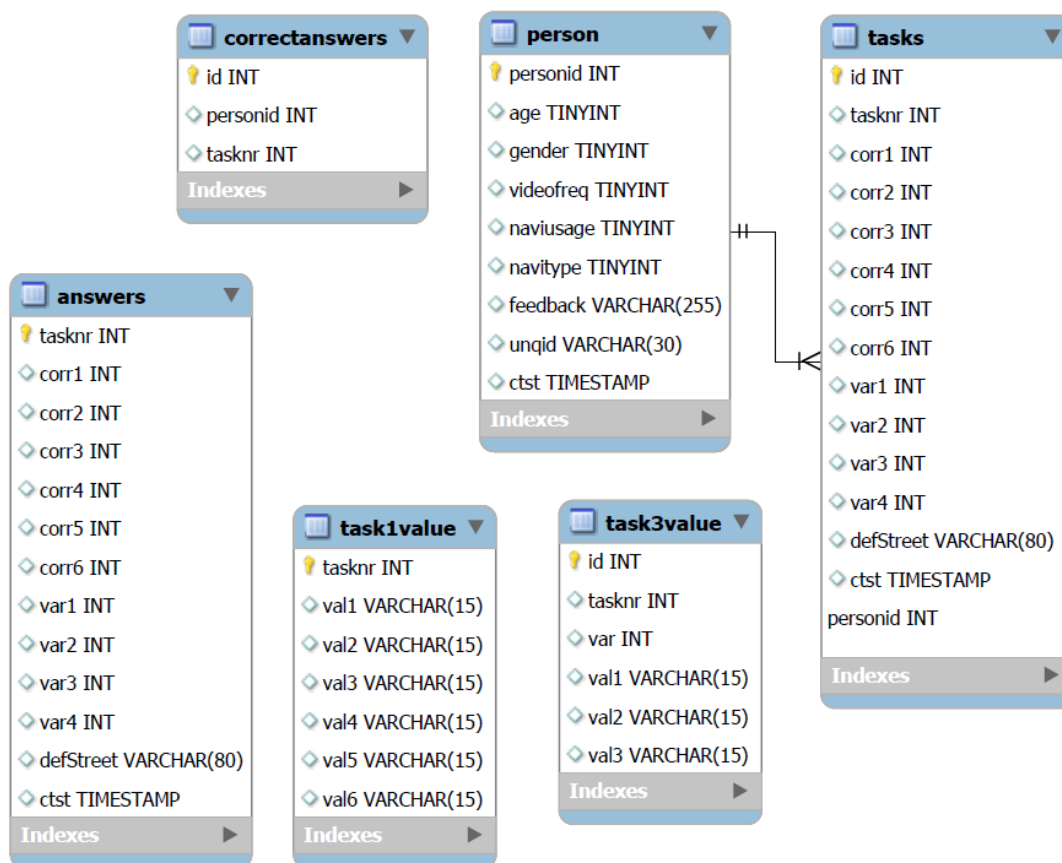 correctanswers
id INT
personid INT
tasknr INT
Indexes
person
personid INT
age TINYINT
gender TINYINT
videofreq TINYINT
naviusage TINYINT
navitype TINYINT
feedback VARCHAR(255)
unqid VARCHAR(30)
ctst TIMESTAMP
Indexes
tasks
id INT
tasknr INT
corr1 INT
corr2 INT
corr3 INT
corr4 INT
corr5 INT
corr6 INT
var1 INT
var2 INT
var3 INT
var4 INT
defStreet VARCHAR(80)
ctst TIMESTAMP
personid INT
Indexes
answers
tasknr INT
corr1 INT
corr2 INT
corr3 INT
corr4 INT
corr5 INT
corr6 INT
var1 INT
var2 INT
var3 INT
var4 INT
defStreet VARCHAR(80)
ctst TIMESTAMP
Indexes
task1value
tasknr INT
val1 VARCHAR(15)
val2 VARCHAR(15)
val3 VARCHAR(15)
val4 VARCHAR(15)
val5 VARCHAR(15)
val6 VARCHAR(15)
Indexes
task3value
id INT
tasknr INT
var INT
val1 VARCHAR(15)
val2 VARCHAR(15)
val3 VARCHAR(15)
Indexes